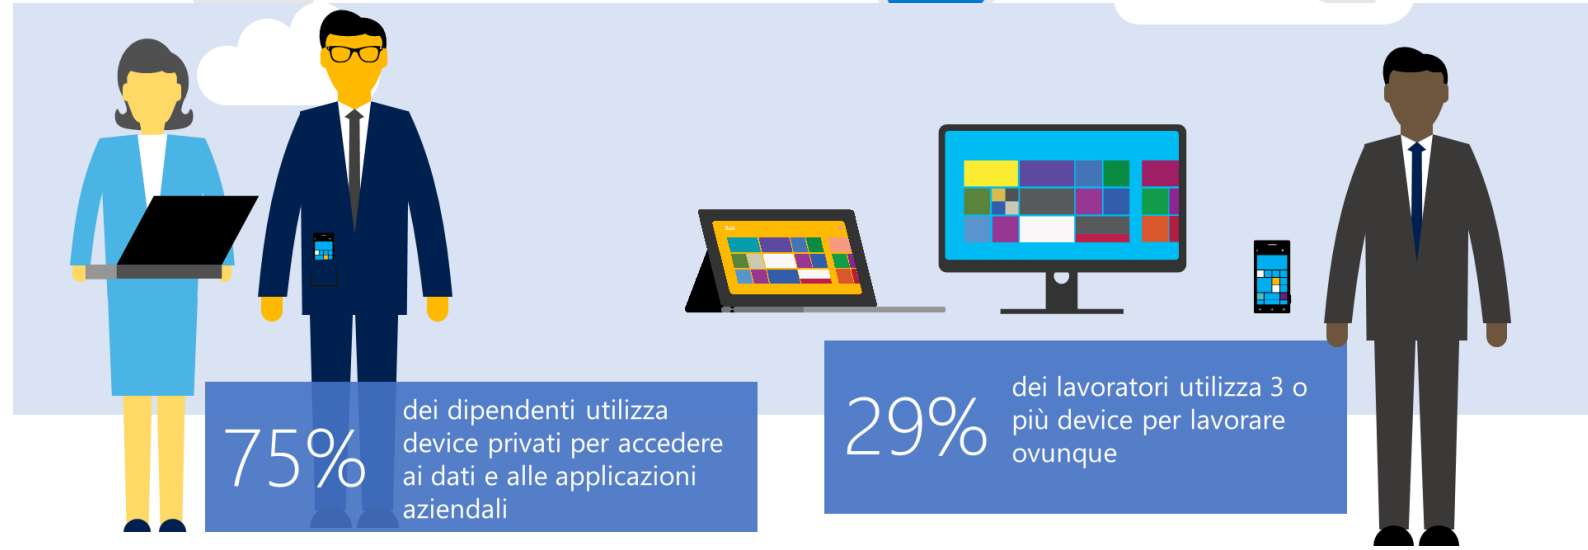 75%
dei dipendenti utilizza
device privati per accedere
ai dati e alle applicazioni
aziendali
29%
dei lavoratori utilizza 3 o
più device per lavorare
ovunque